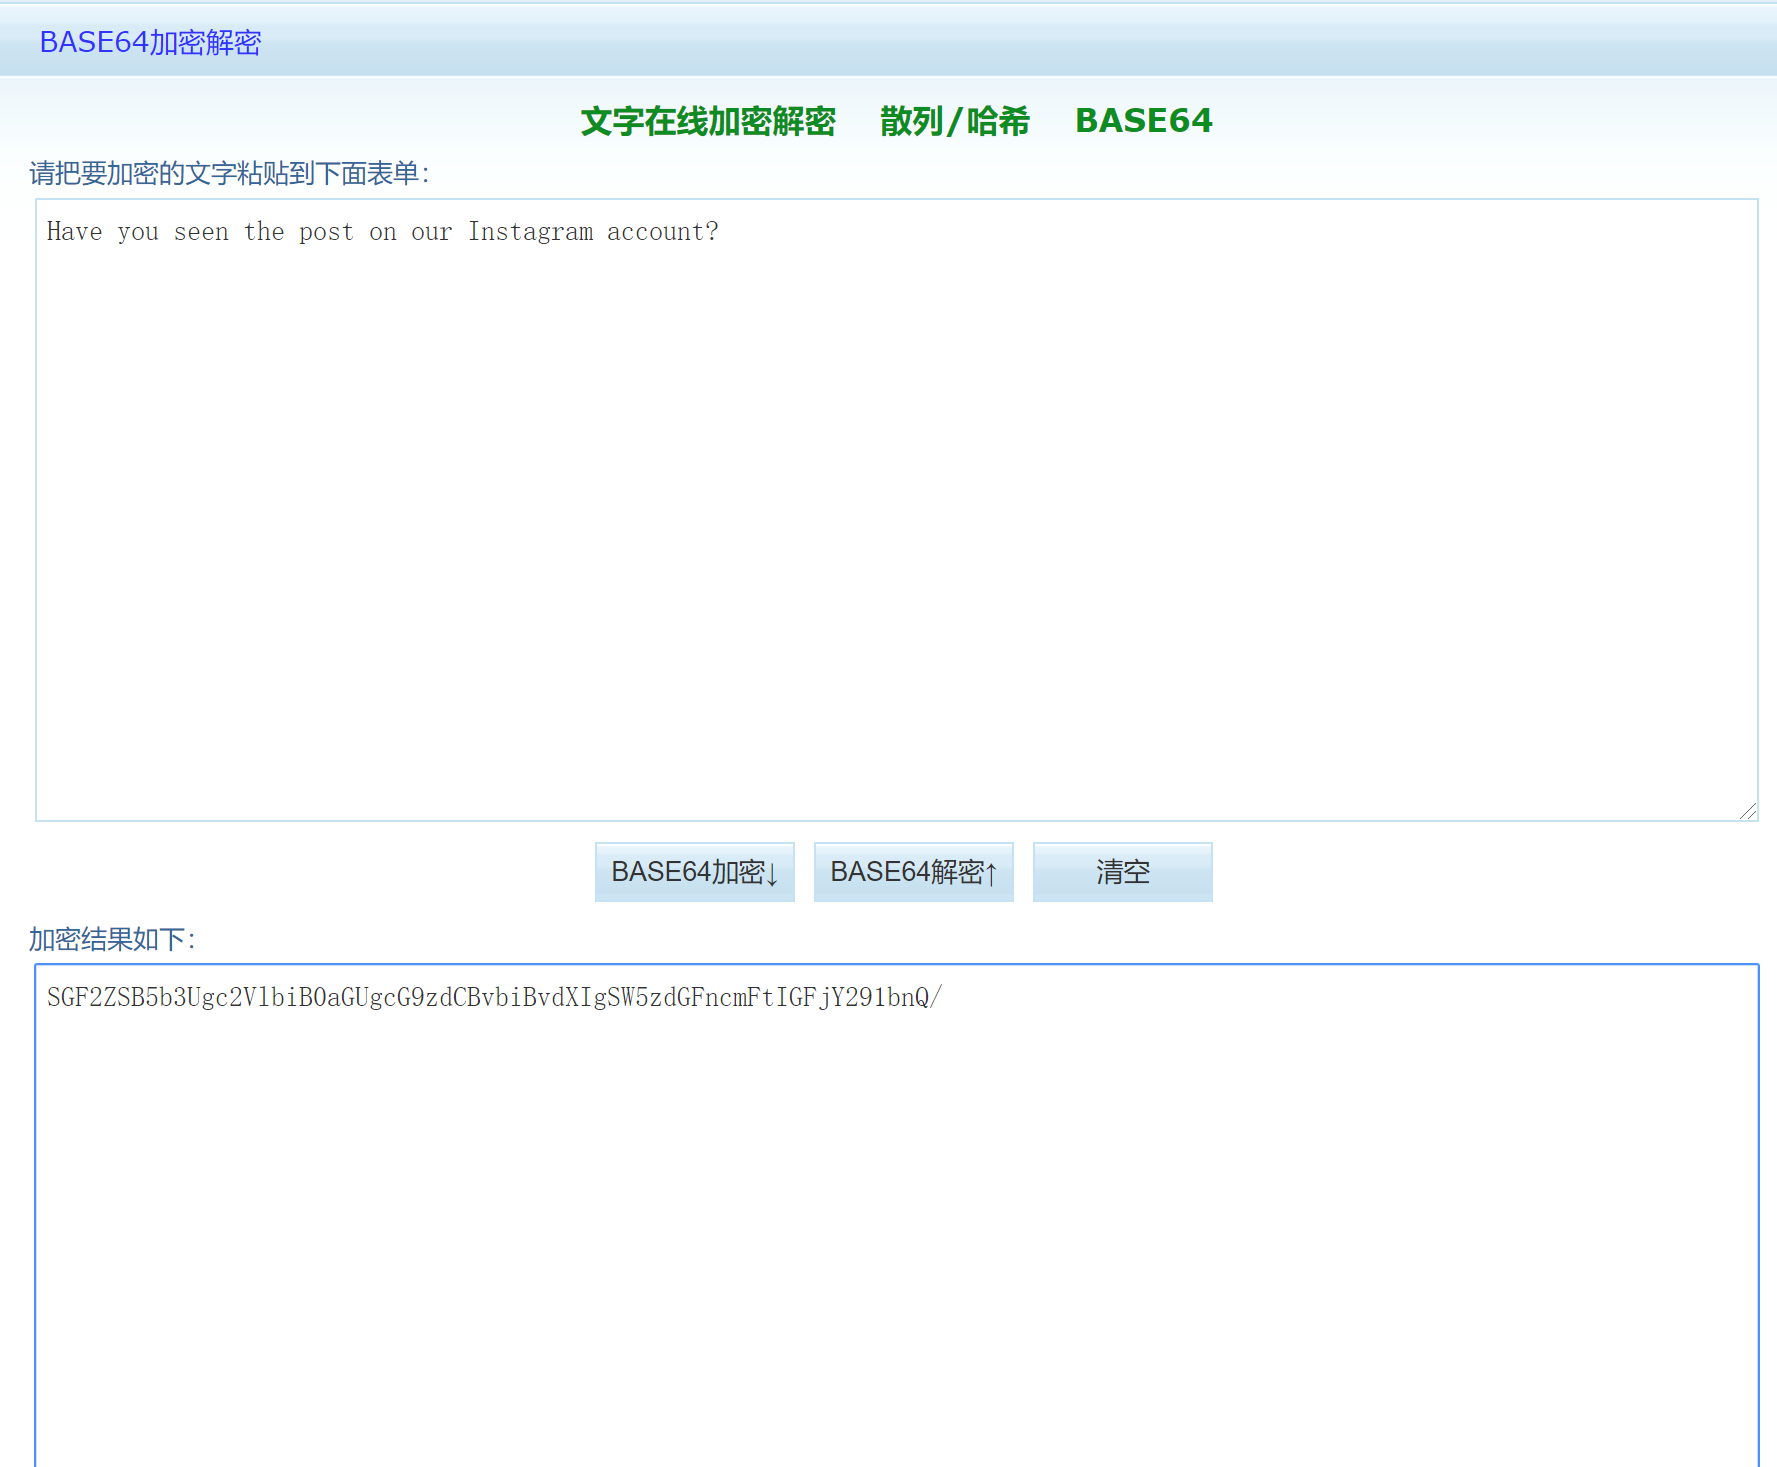 BASE64加密解密
文字在线加密解密 散列/哈希 BASE64
请把要加密的文字粘贴到下面表单：
Have you seen the post on our Instagram account?
BASE64加密↓ BASE64解密↑ 清空
加密结果如下：
SGF2ZSB5b3Ugc2VlbiB0aGUgcG9zdCBvbiBvdXIgSW5zdGFncmFtIGFjY291bnQ/